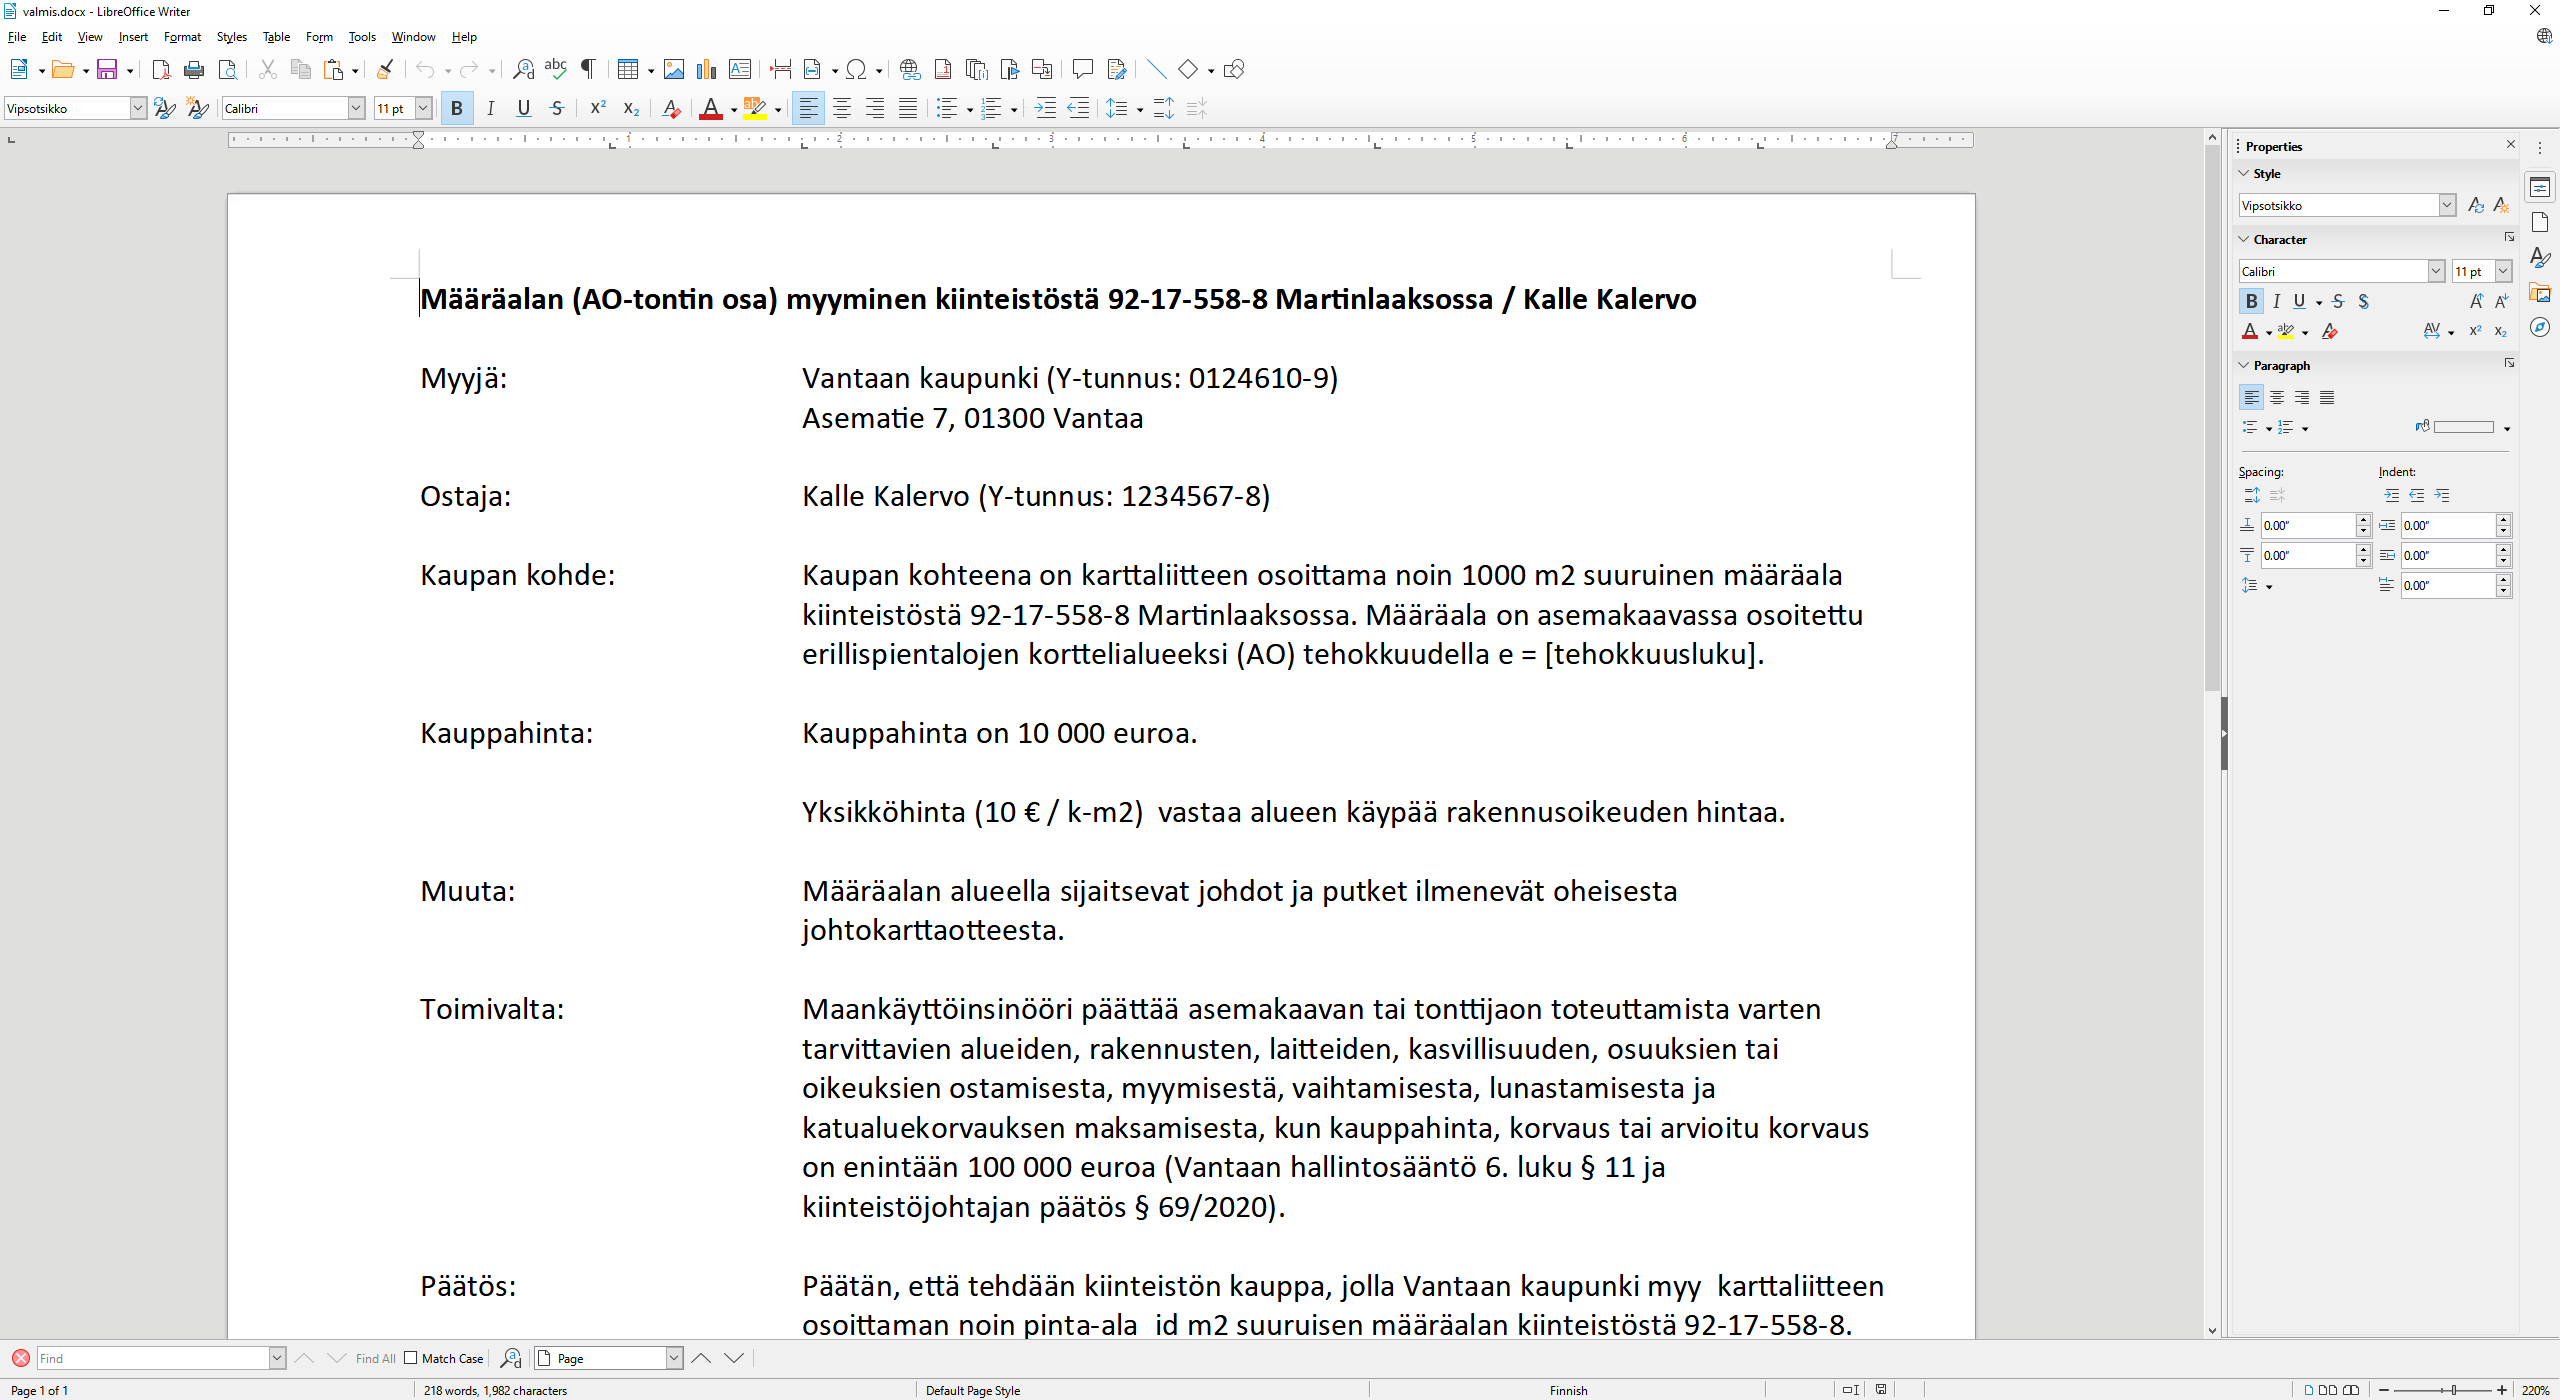 valmis.docx - LibreOffice Writer
File Edit View Insert Format Styles Table Form Tools Window Help
Vipsotsikko Calibri 11 pt
1 2 3 4 5 6 7
Määräalan (AO-tontin osa) myyminen kiinteistöstä 92-17-558-8 Martinlaaksossa / Kalle Kalervo
Myyjä: Vantaan kaupunki (Y-tunnus: 0124610-9)
Asematie 7, 01300 Vantaa
Ostaja: Kalle Kalervo (Y-tunnus: 1234567-8)
Kaupan kohde: Kaupan kohteena on karttaliitteen osoittama noin 1000 m2 suuruinen määräala
kiinteistöstä 92-17-558-8 Martinlaaksossa. Määräala on asemakaavassa osoitettu
erillispientalojen korttelialueeksi (AO) tehokkuudella e = [tehokkuusluku].
Kauppahinta: Kauppahinta on 10 000 euroa.
Yksikköhinta (10 € / k-m2)  vastaa alueen käypää rakennusoikeuden hintaa.
Muuta: Määräalan alueella sijaitsevat johdot ja putket ilmenevät oheisesta
johtokarttaotteesta.
Toimivalta: Maankäyttöinsinööri päättää asemakaavan tai tonttijaon toteuttamista varten
tarvittavien alueiden, rakennusten, laitteiden, kasvillisuuden, osuuksien tai
oikeuksien ostamisesta, myymisestä, vaihtamisesta, lunastamisesta ja
katualuekorvauksen maksamisesta, kun kauppahinta, korvaus tai arvioitu korvaus
on enintään 100 000 euroa (Vantaan hallintosääntö 6. luku § 11 ja
kiinteistöjohtajan päätös § 69/2020).
Päätös: Päätän, että tehdään kiinteistön kauppa, jolla Vantaan kaupunki myy  karttaliitteen
osoittaman noin pinta-ala  id m2 suuruisen määräalan kiinteistöstä 92-17-558-8.
Properties
Style
Vipsotsikko
Character
Calibri 11 pt
Paragraph
Spacing: Indent:
0.00" 0.00"
0.00" 0.00"
0.00"
Find Find All Match Case Page
Page 1 of 1 218 words, 1,982 characters Default Page Style Finnish 220%